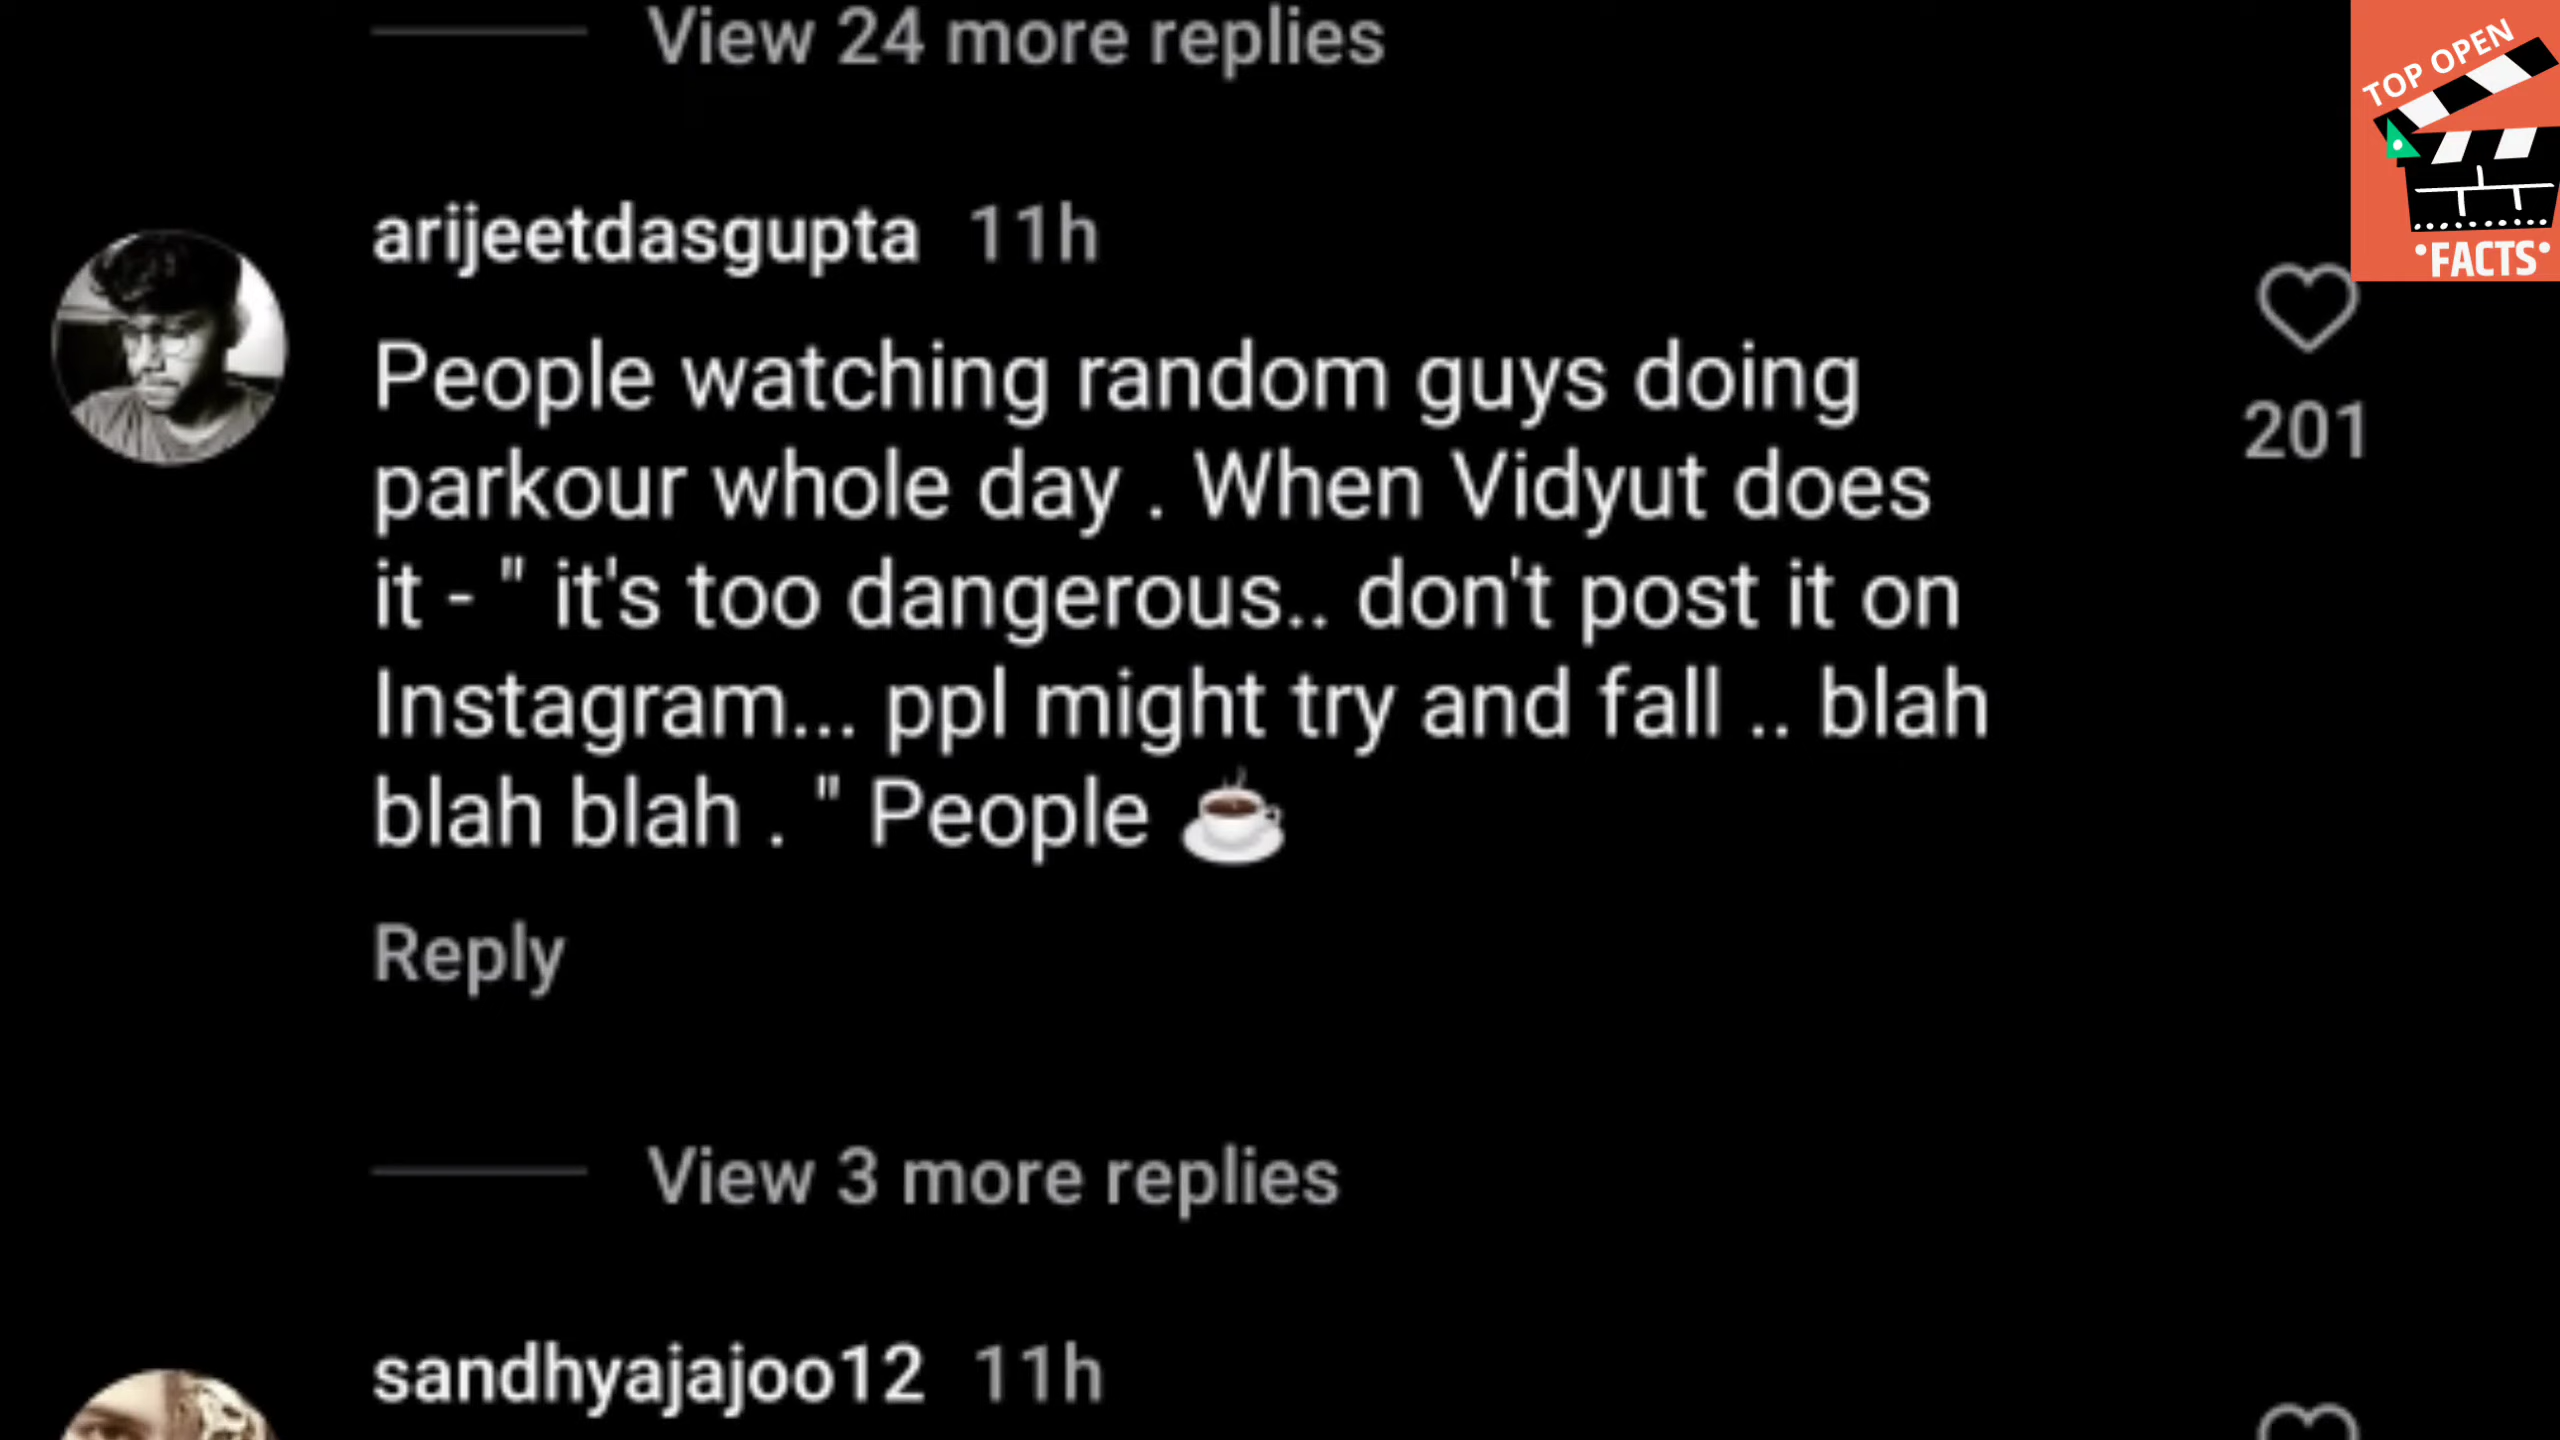 View 24 more replies
TOP OPEN
•FACTS•
arijeetdasgupta 11h
People watching random guys doing
parkour whole day . When Vidyut does
it - " it's too dangerous.. don't post it on
Instagram... ppl might try and fall .. blah
blah blah . " People ☕
201
Reply
View 3 more replies
sandhyajajoo12 11h